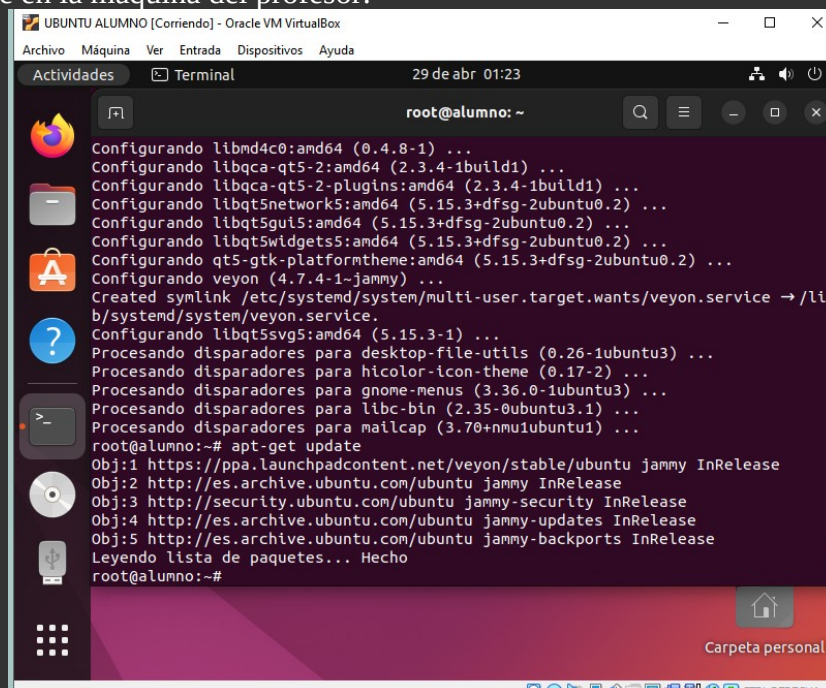 en la máquina del profesor.
UBUNTU ALUMNO [Corriendo] - Oracle VM VirtualBox
Archivo Máquina Ver Entrada Dispositivos Ayuda
Actividades Terminal 29 de abr 01:23
root@alumno: ~
Configurando libmd4c0:amd64 (0.4.8-1) ...
Configurando libqca-qt5-2:amd64 (2.3.4-1build1) ...
Configurando libqca-qt5-2-plugins:amd64 (2.3.4-1build1) ...
Configurando libqt5network5:amd64 (5.15.3+dfsg-2ubuntu0.2) ...
Configurando libqt5gui5:amd64 (5.15.3+dfsg-2ubuntu0.2) ...
Configurando libqt5widgets5:amd64 (5.15.3+dfsg-2ubuntu0.2) ...
Configurando qt5-gtk-platformtheme:amd64 (5.15.3+dfsg-2ubuntu0.2) ...
Configurando veyon (4.7.4-1~jammy) ...
Created symlink /etc/systemd/system/multi-user.target.wants/veyon.service → /li
b/systemd/system/veyon.service.
Configurando libqt5svg5:amd64 (5.15.3-1) ...
Procesando disparadores para desktop-file-utils (0.26-1ubuntu3) ...
Procesando disparadores para hicolor-icon-theme (0.17-2) ...
Procesando disparadores para gnome-menus (3.36.0-1ubuntu3) ...
Procesando disparadores para libc-bin (2.35-0ubuntu3.1) ...
Procesando disparadores para mailcap (3.70+nmu1ubuntu1) ...
root@alumno:~# apt-get update
Obj:1 https://ppa.launchpadcontent.net/veyon/stable/ubuntu jammy InRelease
Obj:2 http://es.archive.ubuntu.com/ubuntu jammy InRelease
Obj:3 http://security.ubuntu.com/ubuntu jammy-security InRelease
Obj:4 http://es.archive.ubuntu.com/ubuntu jammy-updates InRelease
Obj:5 http://es.archive.ubuntu.com/ubuntu jammy-backports InRelease
Leyendo lista de paquetes... Hecho
root@alumno:~#
Carpeta personal